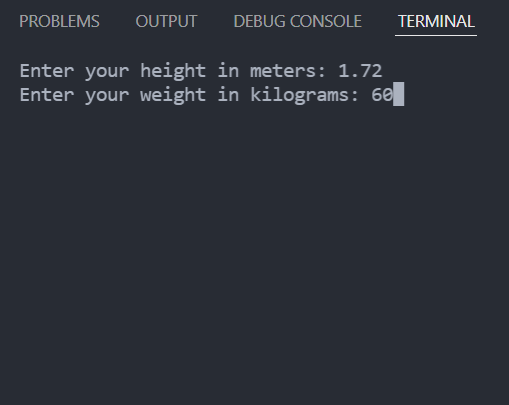 PROBLEMS OUTPUT DEBUG CONSOLE TERMINAL
Enter your height in meters: 1.72
Enter your weight in kilograms: 60